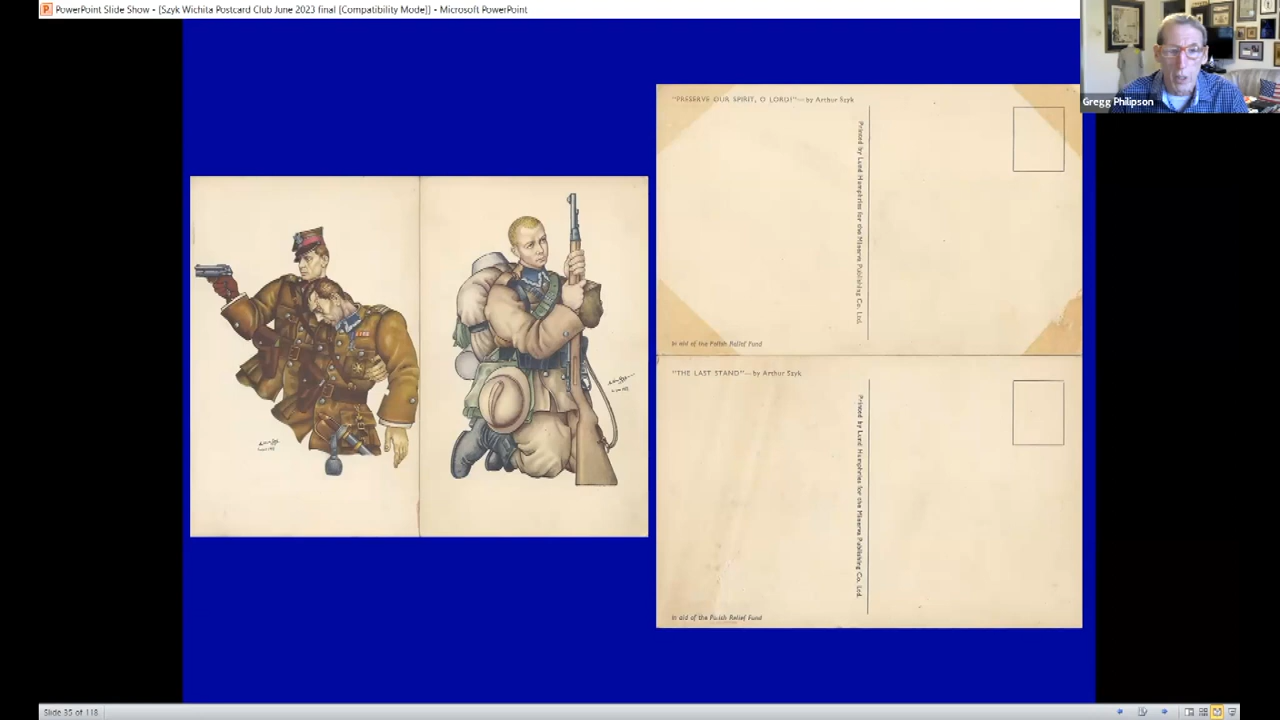 PowerPoint Slide Show - [Szyk Wichita Postcard Club June 2023 final [Compatibility Mode]] - Microsoft PowerPoint
Gregg Philipson
"PRESERVE OUR SPIRIT, O LORD!"—by Arthur Szyk
Printed by Lund Humphries for the Minerva Publishing Co. Ltd.
In aid of the Polish Relief Fund
"THE LAST STAND"—by Arthur Szyk
Printed by Lund Humphries for the Minerva Publishing Co. Ltd.
In aid of the Polish Relief Fund
Slide 35 of 118